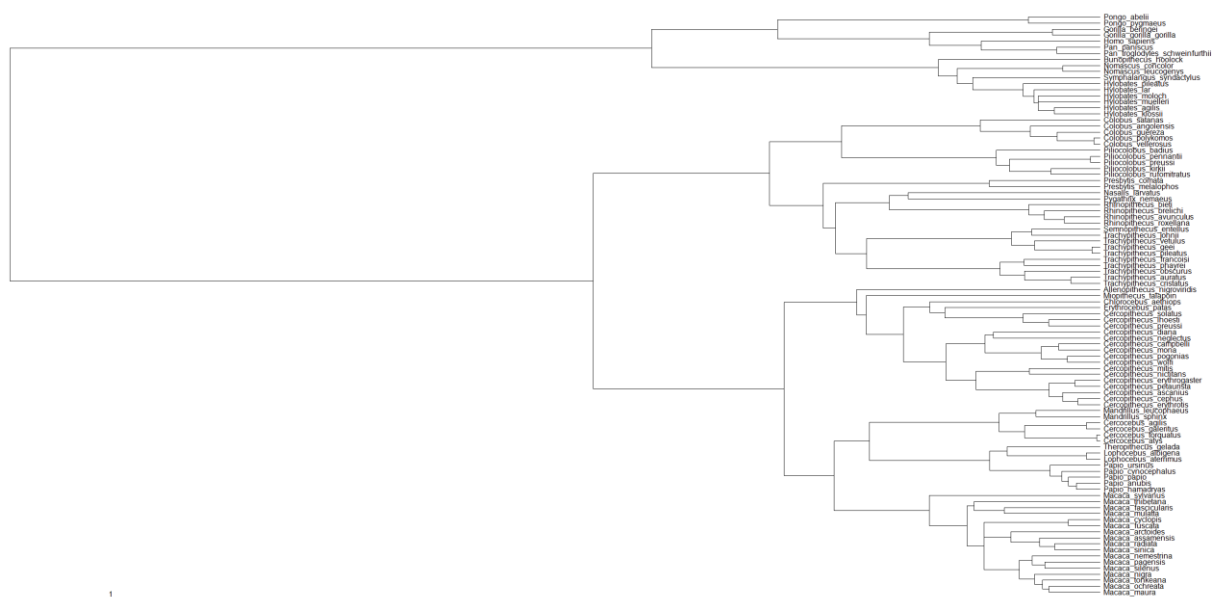 Pongo_abelii
Pongo_pygmaeus
Gorilla_beringei
Gorilla_gorilla_gorilla
Homo_sapiens
Pan_paniscus
Pan_troglodytes_schweinfurthii
Bunopithecus_hoolock
Nomascus_concolor
Nomascus_leucogenys
Symphalangus_syndactylus
Hylobates_pileatus
Hylobates_lar
Hylobates_moloch
Hylobates_muelleri
Hylobates_agilis
Hylobates_klossii
Colobus_satanas
Colobus_angolensis
Colobus_guereza
Colobus_polykomos
Colobus_vellerosus
Piliocolobus_badius
Piliocolobus_pennantii
Piliocolobus_preussi
Piliocolobus_kirkii
Piliocolobus_rufomitratus
Presbytis_comata
Presbytis_melalophos
Nasalis_larvatus
Pygathrix_nemaeus
Rhinopithecus_bieti
Rhinopithecus_brelichi
Rhinopithecus_avunculus
Rhinopithecus_roxellana
Semnopithecus_entellus
Trachypithecus_johnii
Trachypithecus_vetulus
Trachypithecus_geei
Trachypithecus_pileatus
Trachypithecus_francoisi
Trachypithecus_phayrei
Trachypithecus_obscurus
Trachypithecus_auratus
Trachypithecus_cristatus
Allenopithecus_nigroviridis
Miopithecus_talapoin
Chlorocebus_aethiops
Erythrocebus_patas
Cercopithecus_solatus
Cercopithecus_lhoesti
Cercopithecus_preussi
Cercopithecus_diana
Cercopithecus_neglectus
Cercopithecus_campbelli
Cercopithecus_mona
Cercopithecus_pogonias
Cercopithecus_wolfi
Cercopithecus_mitis
Cercopithecus_nictitans
Cercopithecus_erythrogaster
Cercopithecus_petaurista
Cercopithecus_ascanius
Cercopithecus_cephus
Cercopithecus_erythrotis
Mandrillus_leucophaeus
Mandrillus_sphinx
Cercocebus_agilis
Cercocebus_galeritus
Cercocebus_torquatus
Cercocebus_atys
Theropithecus_gelada
Lophocebus_albigena
Lophocebus_aterrimus
Papio_ursinus
Papio_cynocephalus
Papio_papio
Papio_anubis
Papio_hamadryas
Macaca_sylvanus
Macaca_thibetana
Macaca_fascicularis
Macaca_mulatta
Macaca_cyclopis
Macaca_fuscata
Macaca_arctoides
Macaca_assamensis
Macaca_radiata
Macaca_sinica
Macaca_nemestrina
Macaca_pagensis
Macaca_silenus
Macaca_nigra
Macaca_tonkeana
Macaca_ochreata
Macaca_maura
1